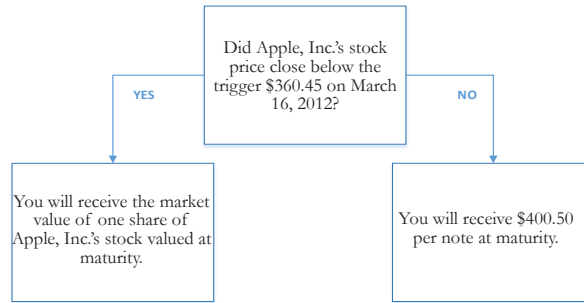 Did Apple, Inc.'s stock
price close below the
trigger $360.45 on March
16, 2012?
YES
NO
You will receive the market
value of one share of
Apple, Inc.'s stock valued at
maturity.
You will receive $400.50
per note at maturity.